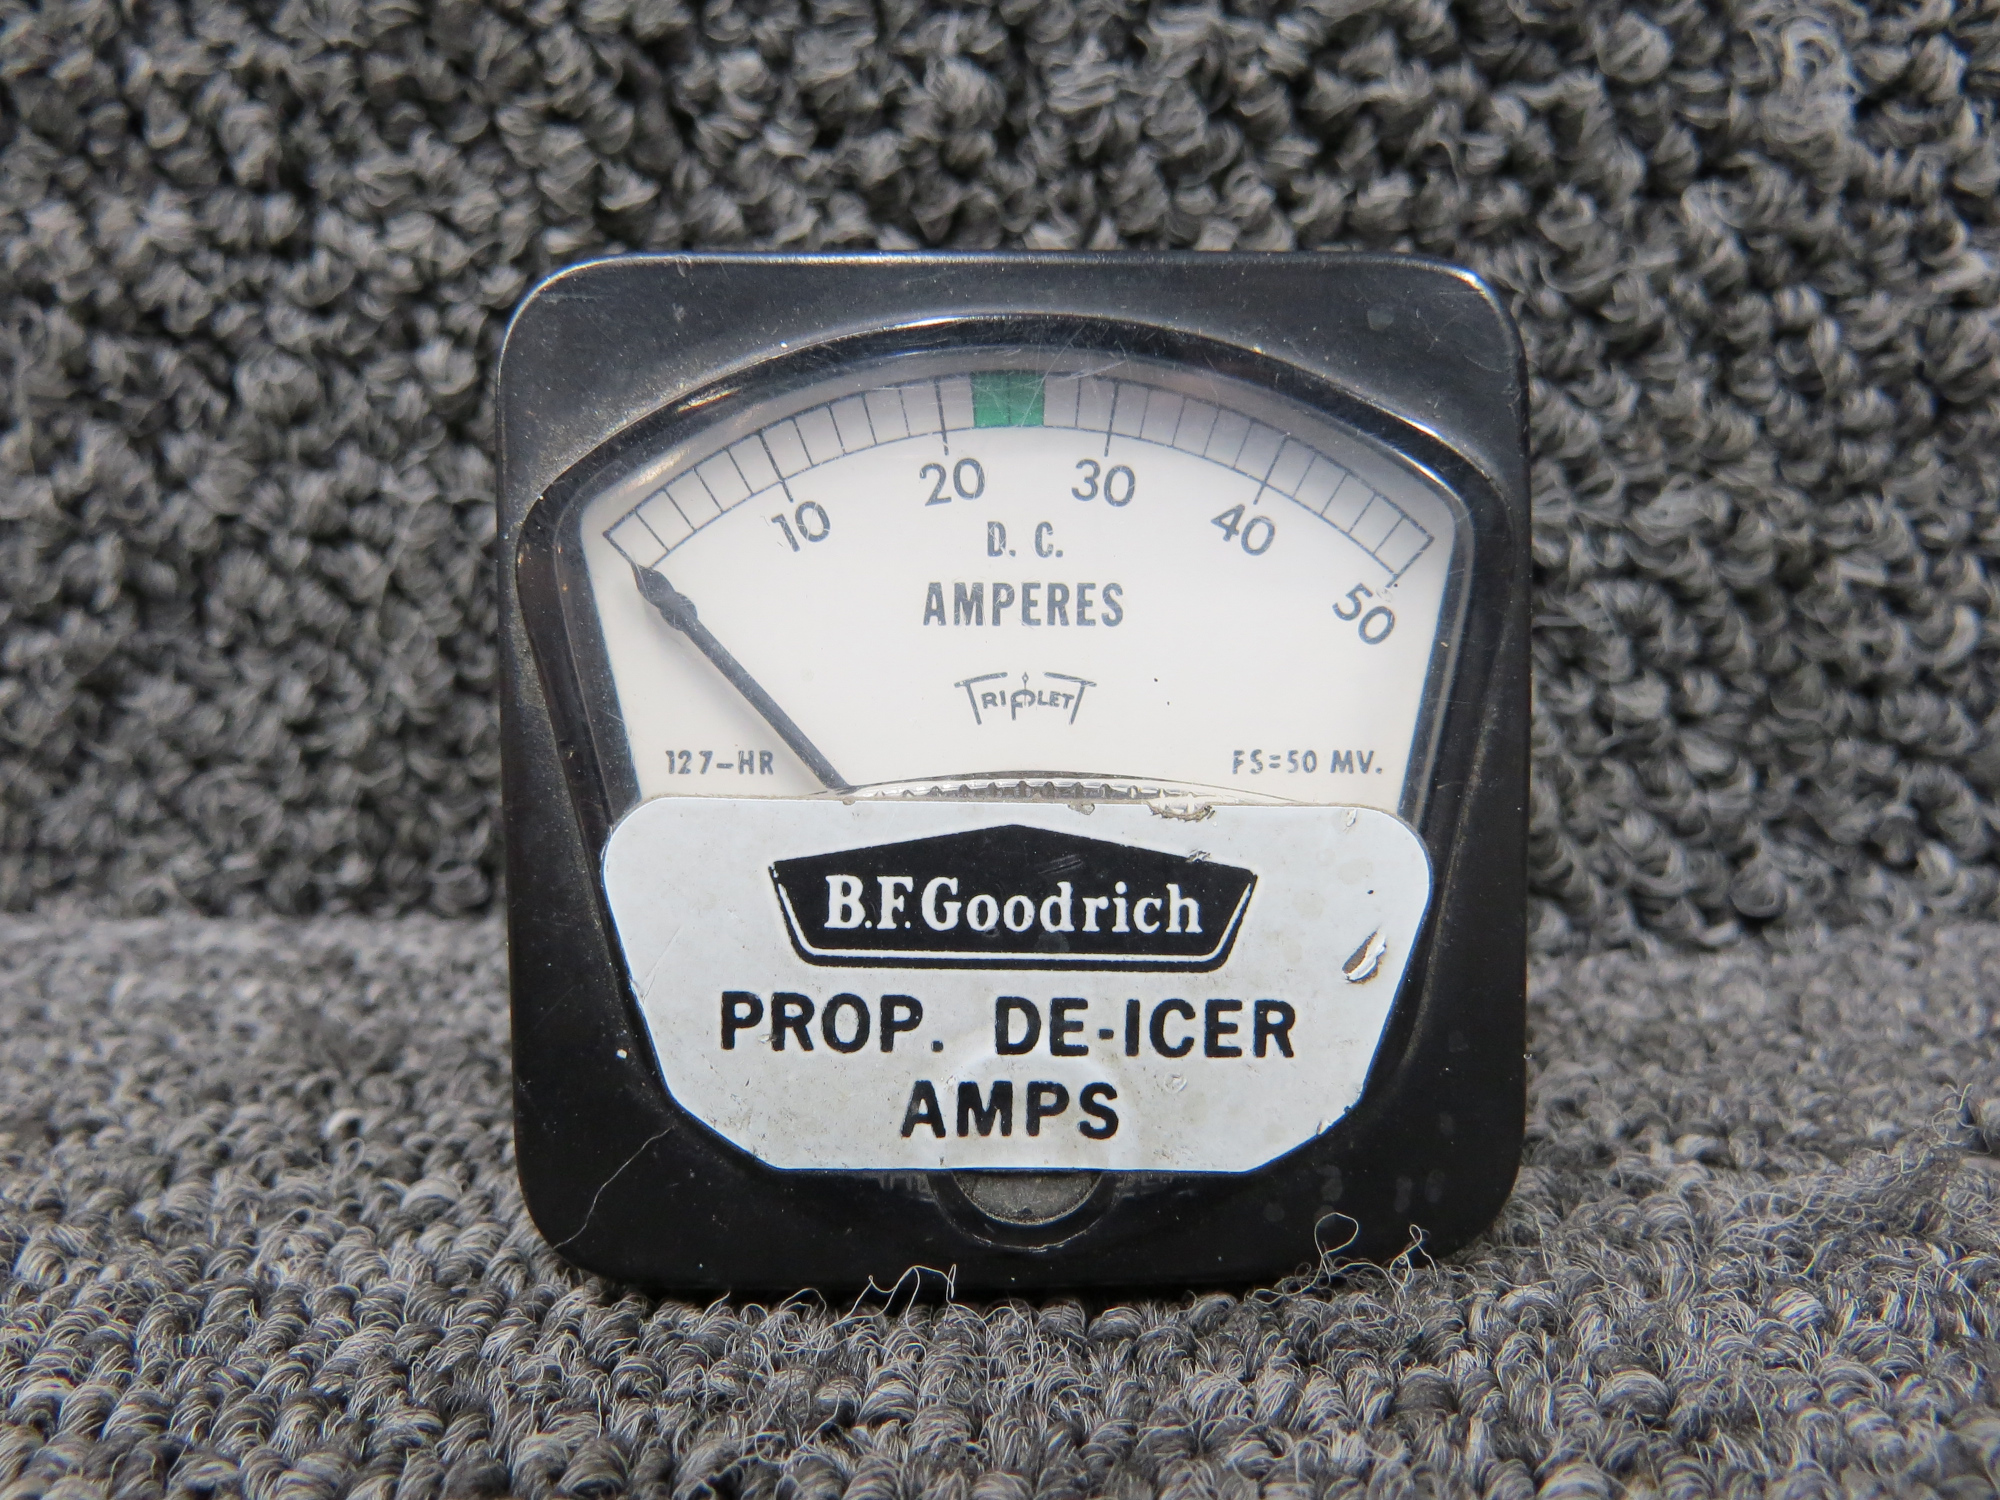 10 20 30 40 50
D. C.
AMPERES
TRIPLETT
127-HR FS=50 MV.
B.F.Goodrich
PROP. DE-ICER
AMPS